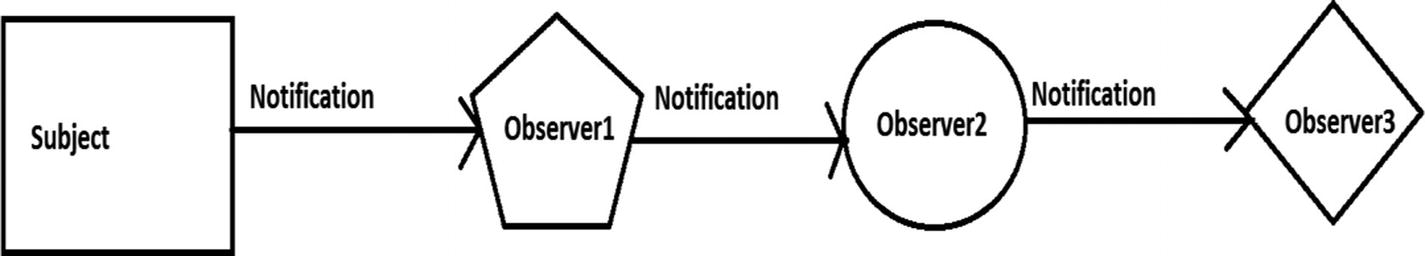 Subject
Notification
Observer1
Notification
Observer2
Notification
Observer3